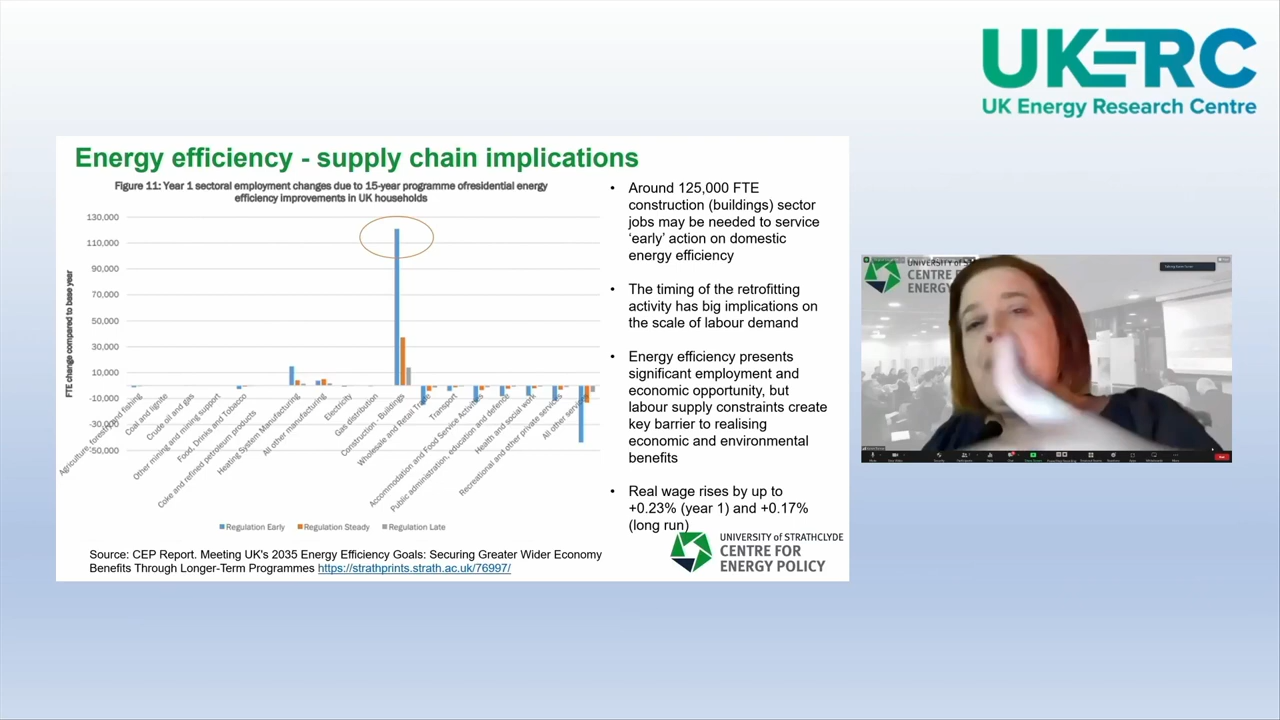 UKERC
UK Energy Research Centre
Energy efficiency - supply chain implications
Figure 11: Year 1 sectoral employment changes due to 15-year programme ofresidential energy
efficiency improvements in UK households
FTE change compared to base year
130,000
110,000
90,000
70,000
50,000
30,000
10,000
-10,000
-30,000
-50,000
Agriculture, forestry and fishing
Coal and lignite
Crude oil and gas
Other mining and mining support
Food, Drinks and Tobacco
Coke and refined petroleum products
Heating System Manufacturing
All other manufacturing
Electricity
Gas distribution
Construction - Buildings
Wholesale and Retail Trade
Transport
Accommodation and Food Service Activities
Public administration, education and defence
Health and social work
Recreational and other private services
All other services
Regulation Early
Regulation Steady
Regulation Late
• Around 125,000 FTE
construction (buildings) sector
jobs may be needed to service
‘early’ action on domestic
energy efficiency
• The timing of the retrofitting
activity has big implications on
the scale of labour demand
• Energy efficiency presents
significant employment and
economic opportunity, but
labour supply constraints create
key barrier to realising
economic and environmental
benefits
• Real wage rises by up to
+0.23% (year 1) and +0.17%
(long run)
Source: CEP Report. Meeting UK's 2035 Energy Efficiency Goals: Securing Greater Wider Economy
Benefits Through Longer-Term Programmes https://strathprints.strath.ac.uk/76997/
UNIVERSITY of STRATHCLYDE
CENTRE FOR
ENERGY POLICY
UNIVERSITY of
CENTRE
ENERGY